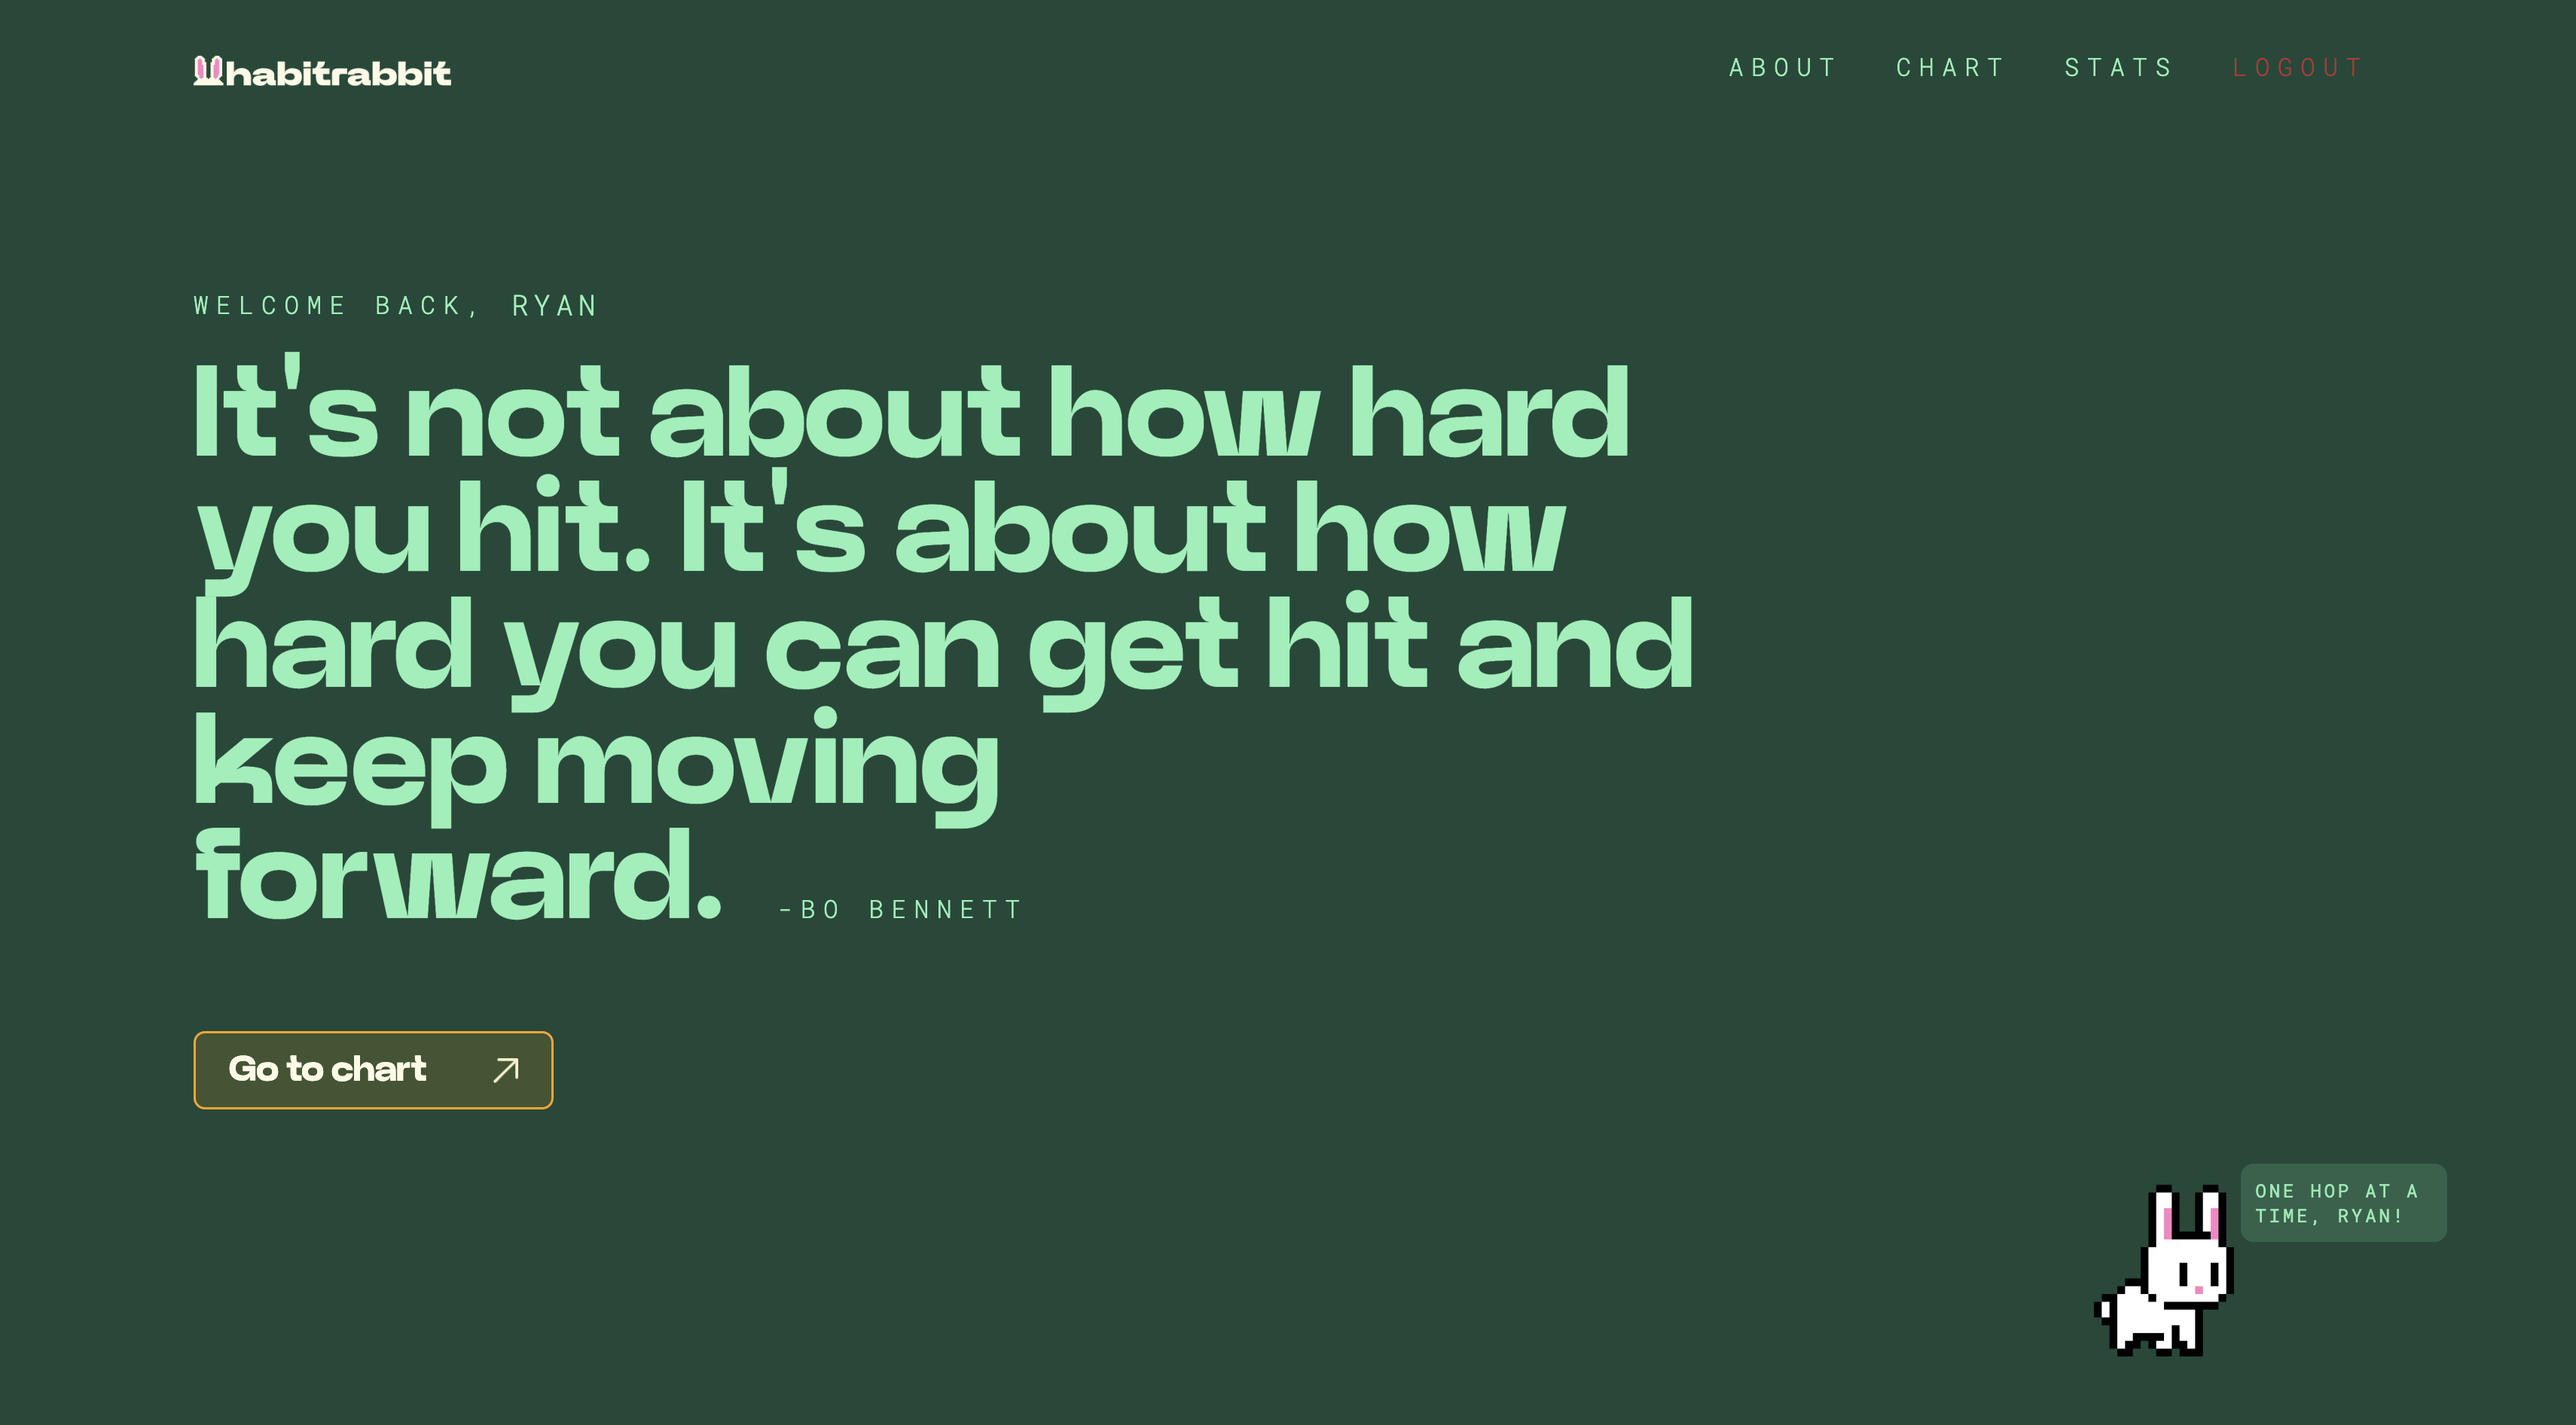 habitrabbit
ABOUT CHART STATS LOGOUT
WELCOME BACK, RYAN
It's not about how hard
you hit. It's about how
hard you can get hit and
keep moving
forward. -BO BENNETT
Go to chart
ONE HOP AT A
TIME, RYAN!